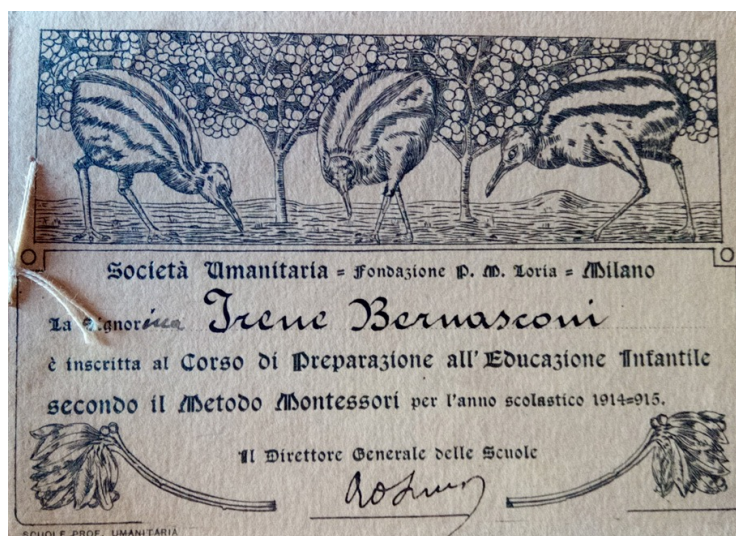 Società Umanitaria = Fondazione P. M. Loria = Milano
La Signorina Irene Bernasconi
è inscritta al Corso di Preparazione all'Educazione Infantile
secondo il Metodo Montessori per l'anno scolastico 1914=915.
Il Direttore Generale delle Scuole
SCUOLE PROF. UMANITARIA